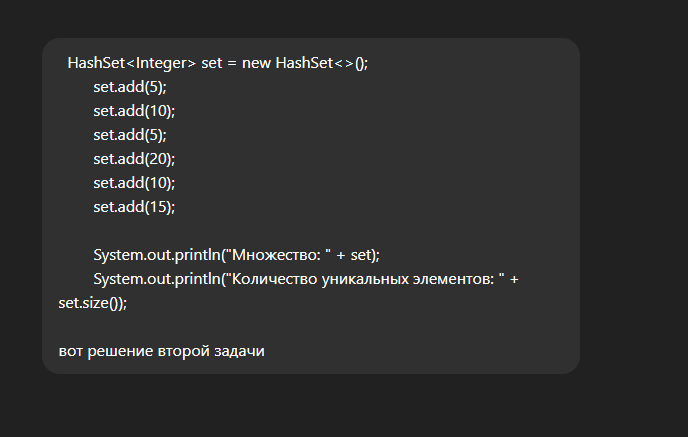 HashSet<Integer> set = new HashSet<>();
set.add(5);
set.add(10);
set.add(5);
set.add(20);
set.add(10);
set.add(15);
System.out.println("Множество: " + set);
System.out.println("Количество уникальных элементов: " +
set.size());
вот решение второй задачи